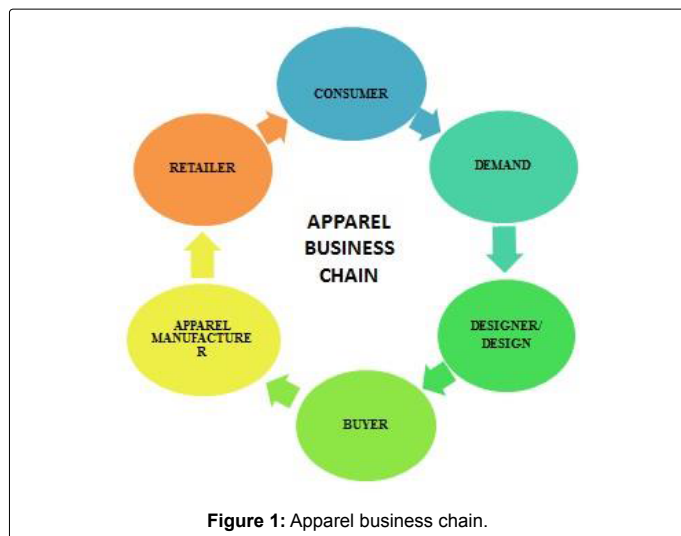 CONSUMER
DEMAND
DESIGNER/
DESIGN
BUYER
APPAREL
MANUFACTURE
R
RETAILER
APPAREL
BUSINESS
CHAIN
Figure 1: Apparel business chain.